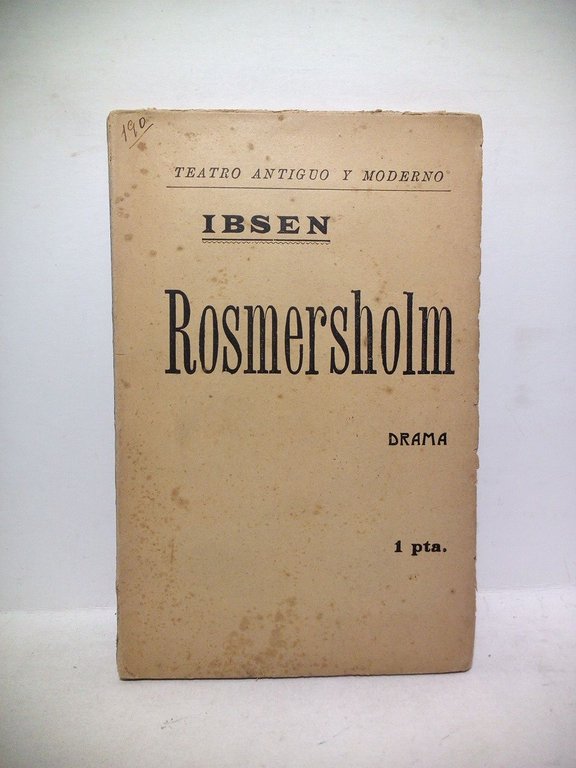 190
TEATRO ANTIGUO Y MODERNO
IBSEN
Rosmersholm
DRAMA
1 pta.